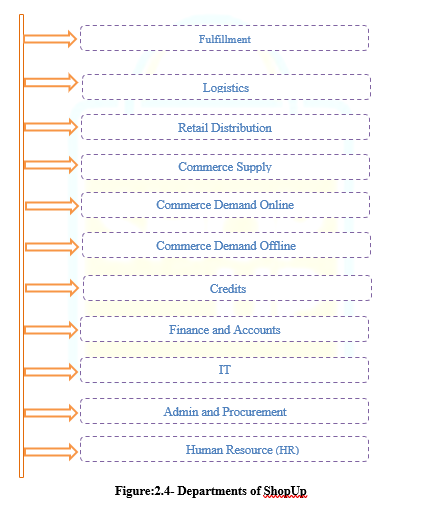 Fulfillment
Logistics
Retail Distribution
Commerce Supply
Commerce Demand Online
Commerce Demand Offline
Credits
Finance and Accounts
IT
Admin and Procurement
Human Resource (HR)
Figure:2.4- Departments of ShopUp